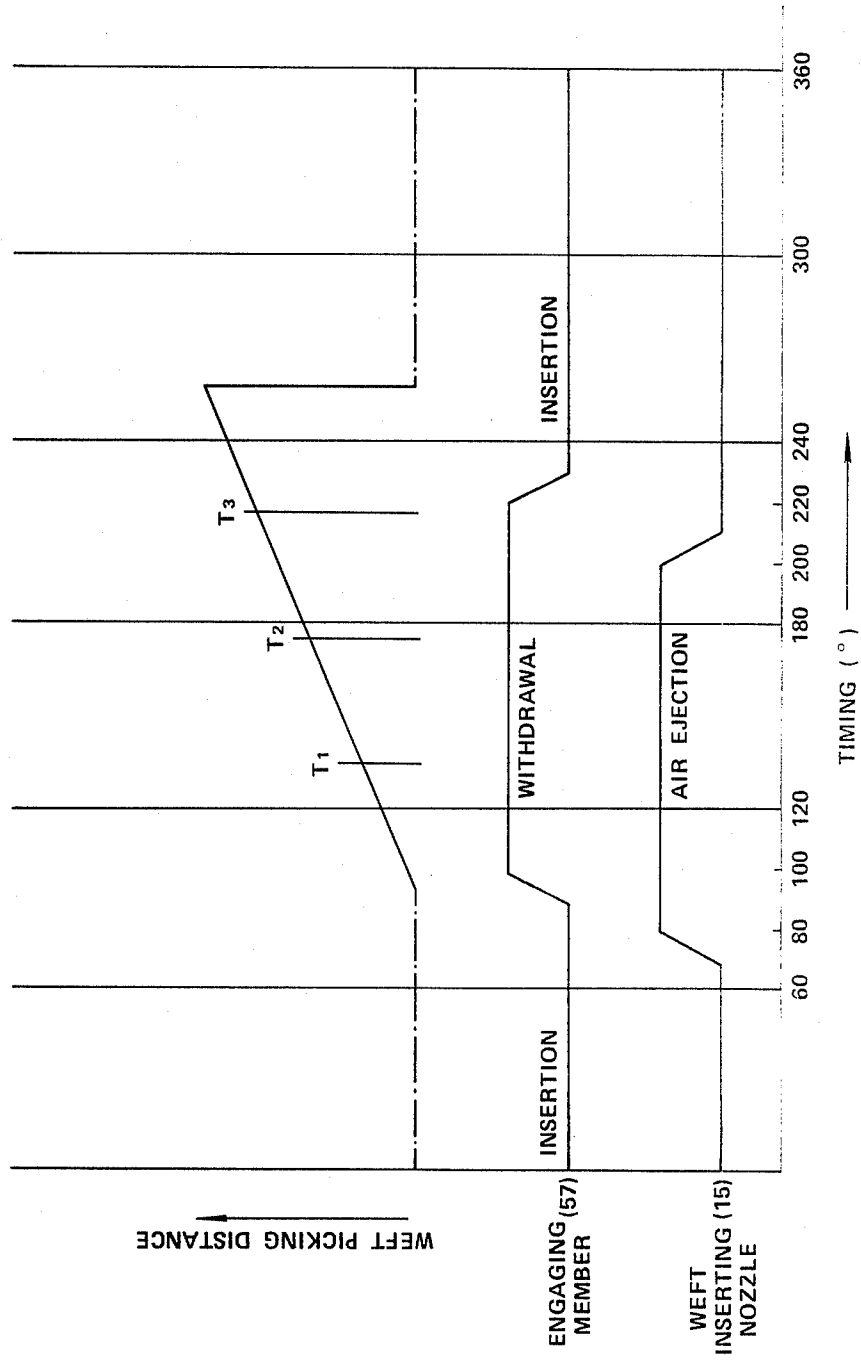 WEFT PICKING DISTANCE
T1
T2
T3
ENGAGING
MEMBER (57)
INSERTION
WITHDRAWAL
INSERTION
WEFT
INSERTING (15)
NOZZLE
AIR EJECTION
60
80
100
120
180
200
220
240
300
360
TIMING (°)